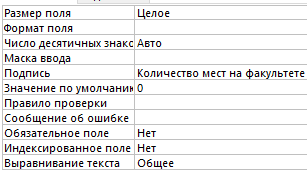 Размер поля Целое
Формат поля
Число десятичных знако Авто
Маска ввода
Подпись Количество мест на факультете
Значение по умолчани 0
Правило проверки
Сообщение об ошибке
Обязательное поле Нет
Индексированное поле Нет
Выравнивание текста Общее